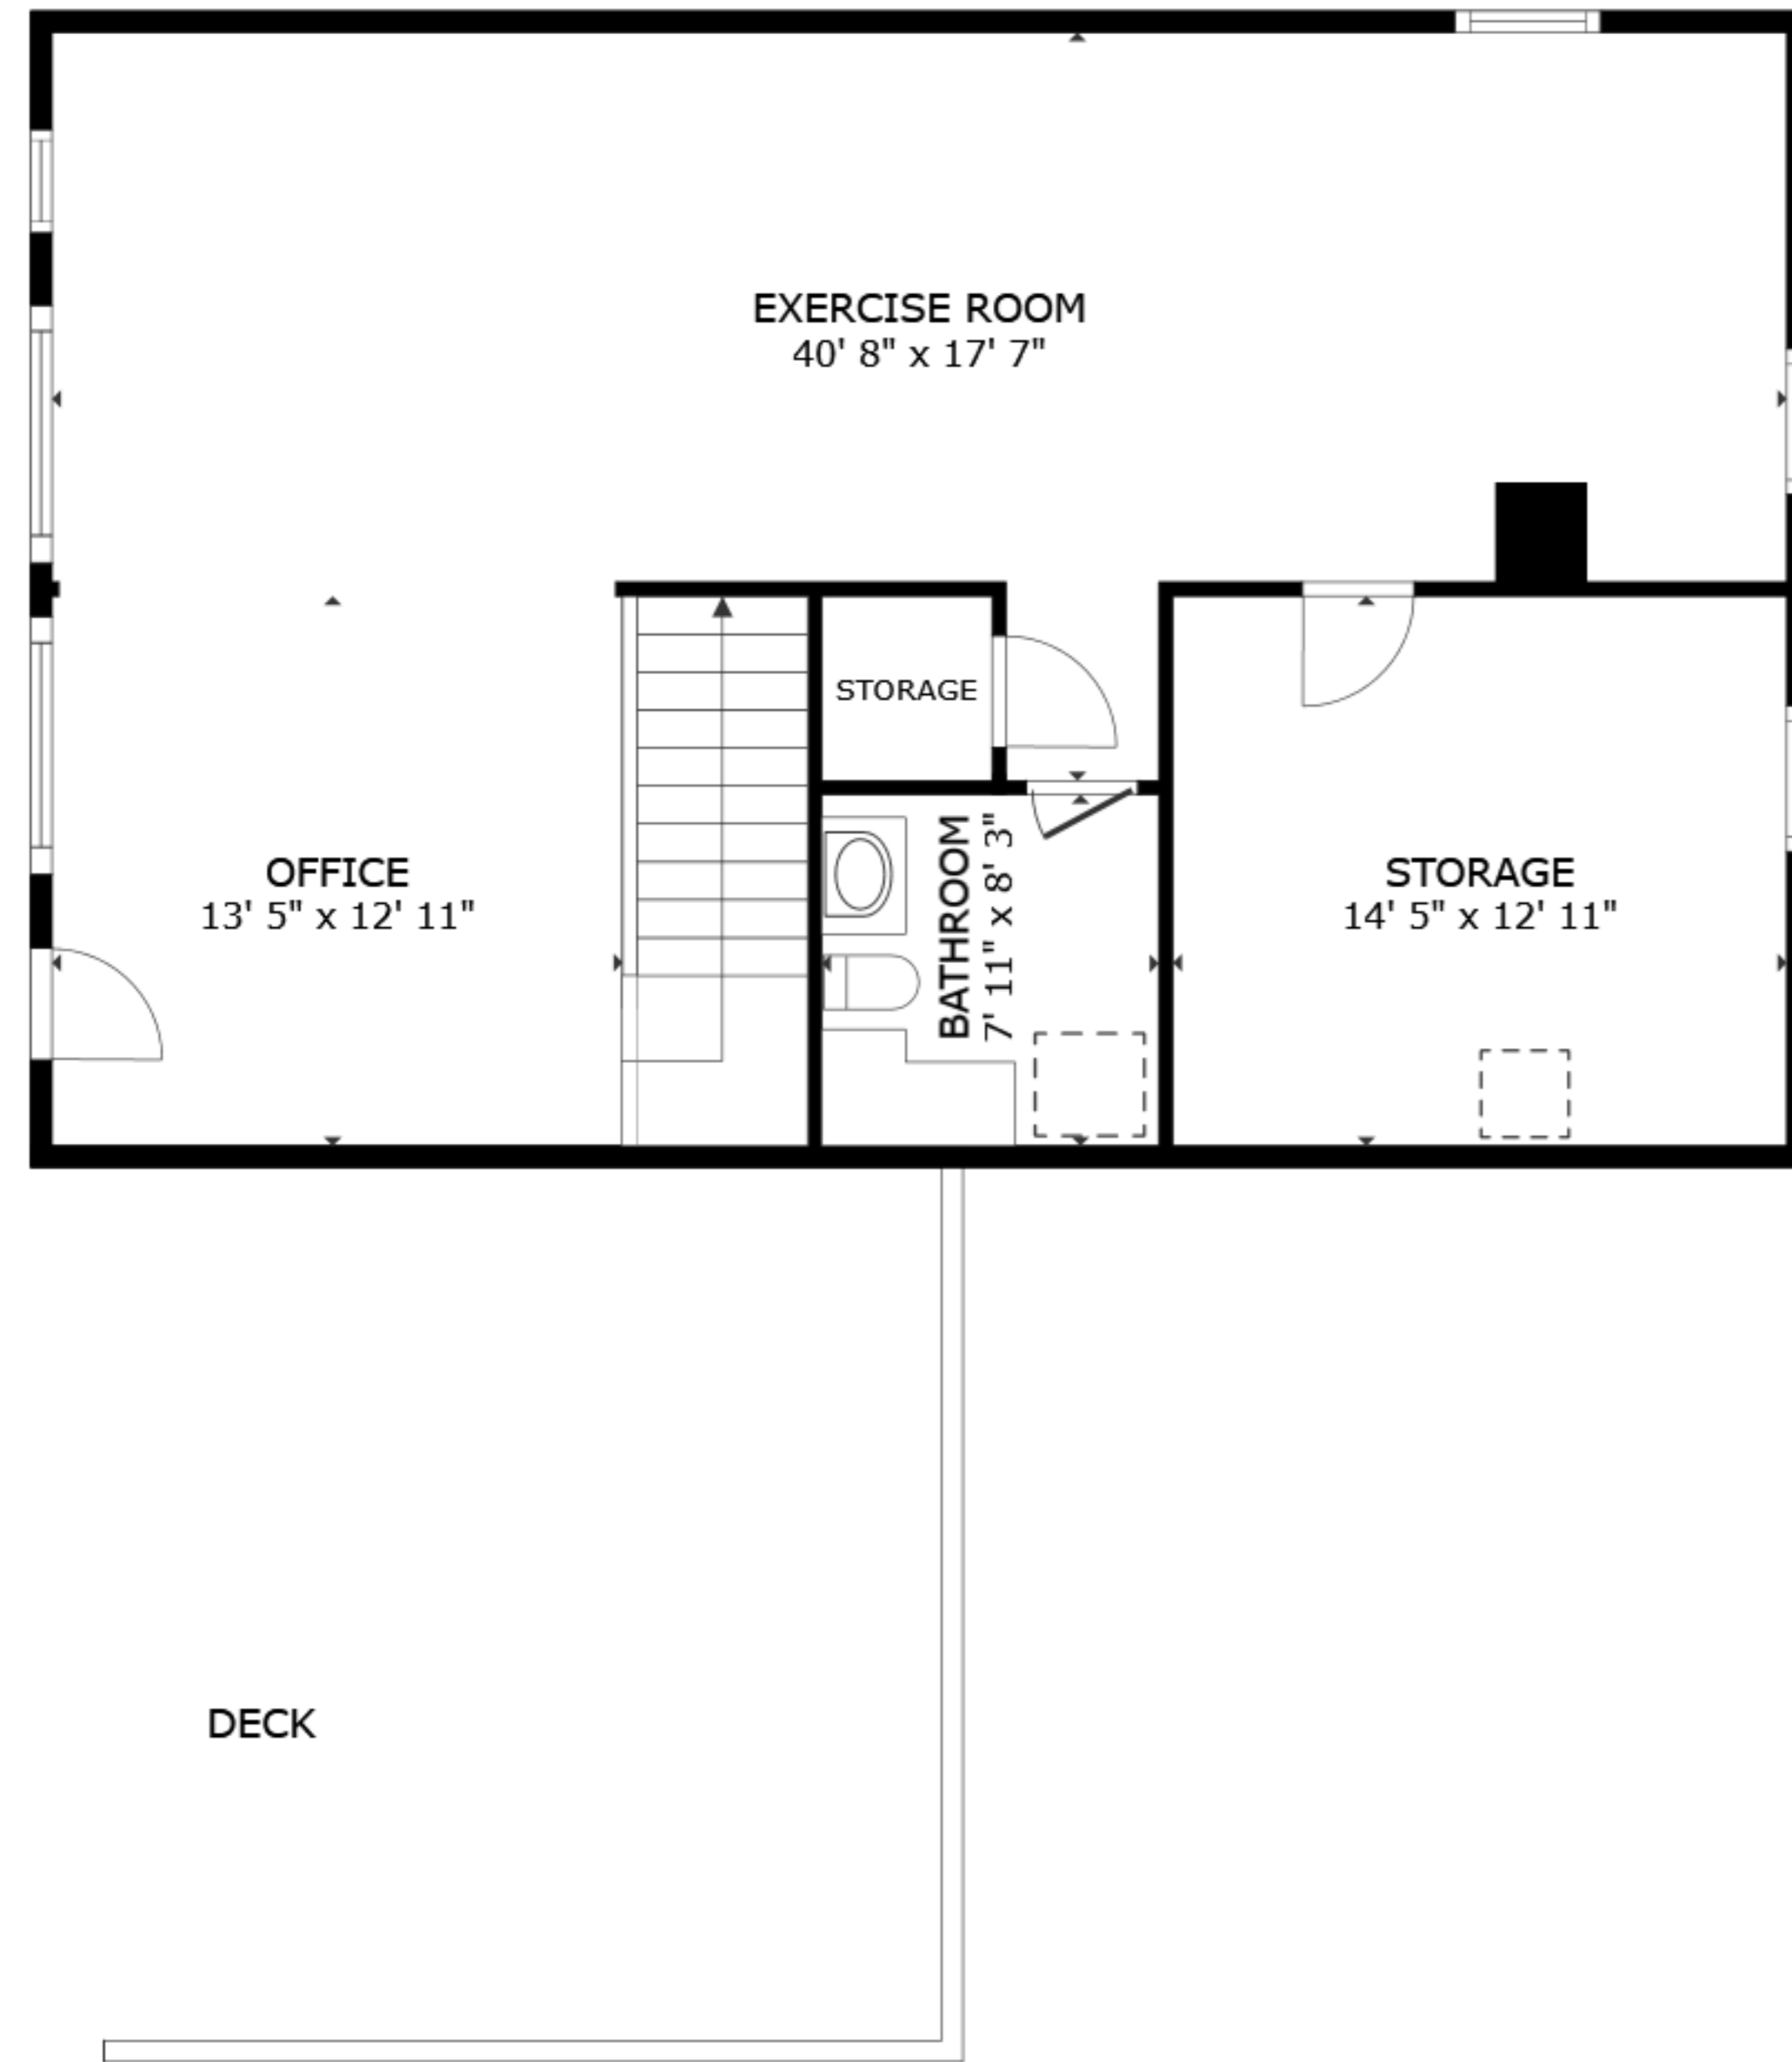 EXERCISE ROOM
40' 8" x 17' 7"
STORAGE
OFFICE
13' 5" x 12' 11"
BATHROOM
7' 11" x 8' 3"
STORAGE
14' 5" x 12' 11"
DECK